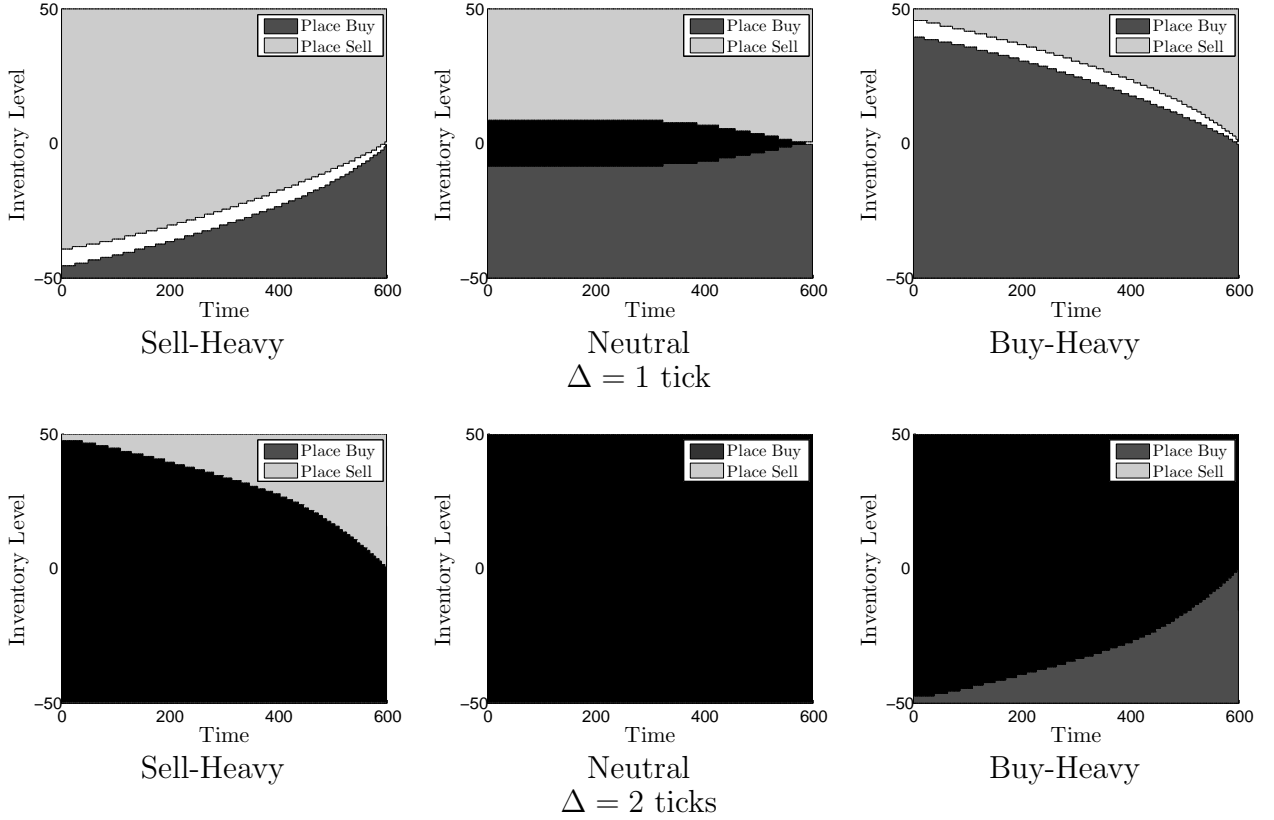 50
Place Buy
Place Sell
Inventory Level
0
−50
0 200 400 600
Time
Sell-Heavy
50
Place Buy
Place Sell
Inventory Level
0
−50
0 200 400 600
Time
Neutral
50
Place Buy
Place Sell
Inventory Level
0
−50
0 200 400 600
Time
Buy-Heavy
Δ = 1 tick
50
Place Buy
Place Sell
Inventory Level
0
−50
0 200 400 600
Time
Sell-Heavy
50
Place Buy
Place Sell
Inventory Level
0
−50
0 200 400 600
Time
Neutral
50
Place Buy
Place Sell
Inventory Level
0
−50
0 200 400 600
Time
Buy-Heavy
Δ = 2 ticks